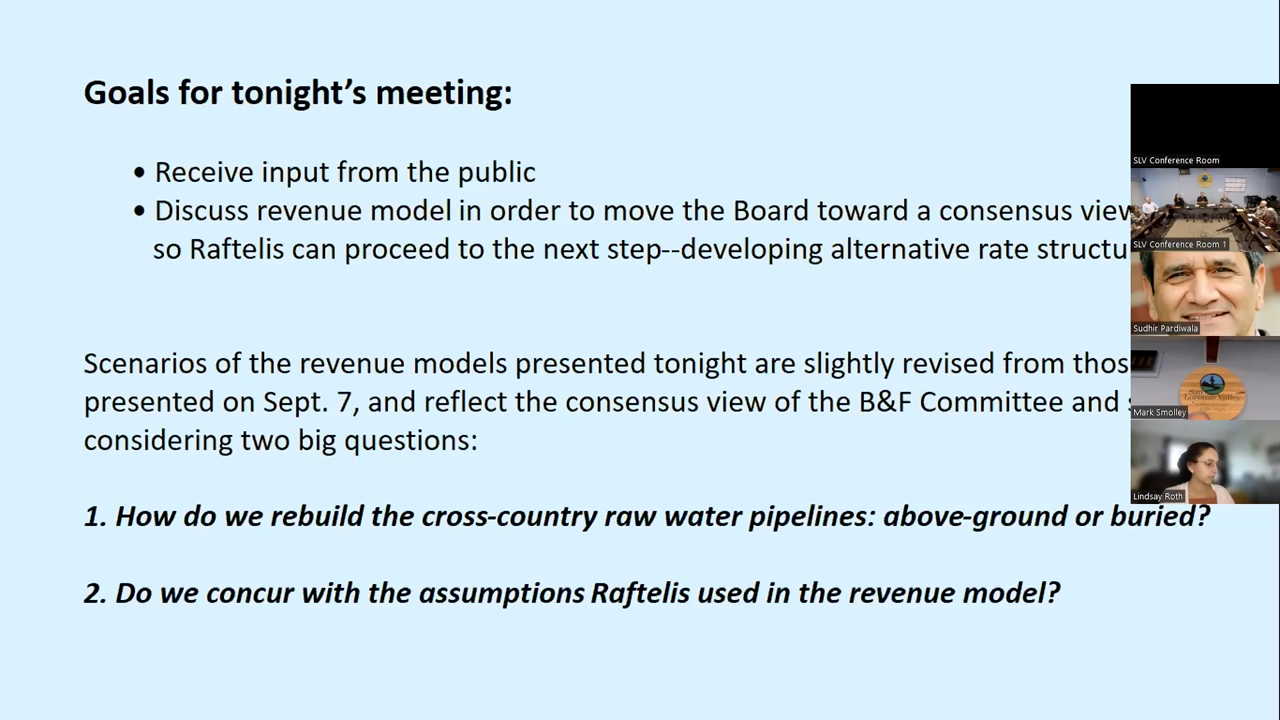 Goals for tonight's meeting:
• Receive input from the public
• Discuss revenue model in order to move the Board toward a consensus view
so Raftelis can proceed to the next step--developing alternative rate structu
Scenarios of the revenue models presented tonight are slightly revised from thos
presented on Sept. 7, and reflect the consensus view of the B&F Committee and s
considering two big questions:
1. How do we rebuild the cross-country raw water pipelines: above-ground or buried?
2. Do we concur with the assumptions Raftelis used in the revenue model?
SLV Conference Room
SLV Conference Room 1
Sudhir Pardiwala
San
Lorenzo Valley
Mark Smolley
Lindsay Roth